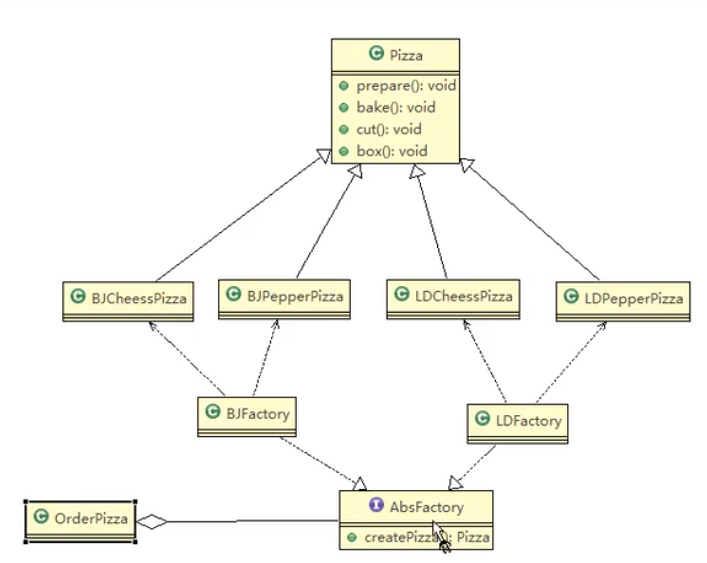 C Pizza
prepare(): void
bake(): void
cut(): void
box(): void
C BJCheessPizza
C BJPepperPizza
C LDCheessPizza
C LDPepperPizza
C BJFactory
C LDFactory
C OrderPizza
I AbsFactory
createPizza(): Pizza